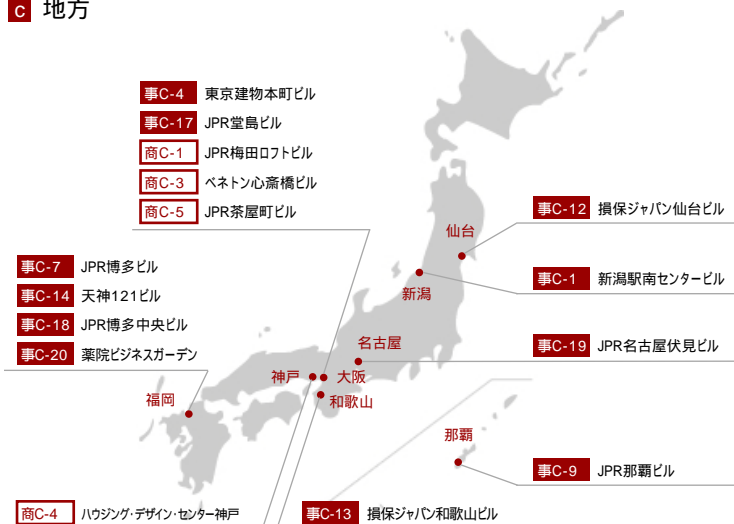 C 地方
事C-4 東京建物本町ビル
事C-17 JPR堂島ビル
商C-1 JPR梅田ロフトビル
商C-3 ベネトン心斎橋ビル
商C-5 JPR茶屋町ビル
事C-7 JPR博多ビル
事C-14 天神121ビル
事C-18 JPR博多中央ビル
事C-20 薬院ビジネスガーデン
仙台
事C-12 損保ジャパン仙台ビル
新潟
事C-1 新潟駅南センタービル
名古屋
事C-19 JPR名古屋伏見ビル
神戸
大阪
和歌山
福岡
那覇
事C-9 JPR那覇ビル
商C-4 ハウジング・デザイン・センター神戸
事C-13 損保ジャパン和歌山ビル